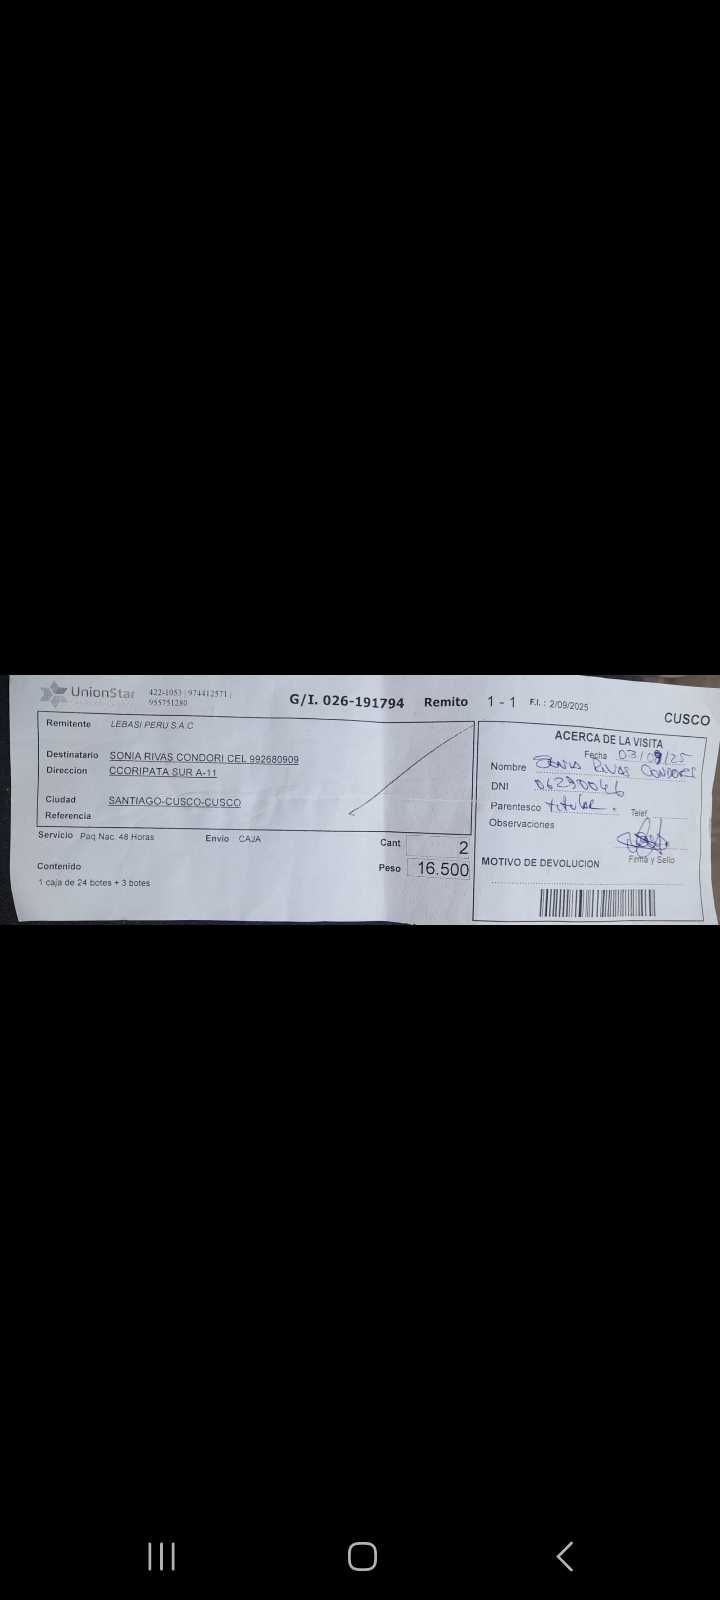 UnionStar
422-1053 | 974412571 |
955751280
G/I. 026-191794 Remito 1 - 1 F.I. : 2/09/2025
CUSCO
Remitente LEBASI PERU S.A.C
Destinatario SONIA RIVAS CONDORI CEL 992680909
Direccion CCORIPATA SUR A-11
Ciudad SANTIAGO-CUSCO-CUSCO
Referencia
Servicio Paq Nac. 48 Horas Envio CAJA
Cant 2
Peso 16.500
Contenido
1 caja de 24 botes + 3 botes
ACERCA DE LA VISITA
Fecha 03/09/25
Nombre Sonia Rivas Condori
DNI 06230046
Parentesco titular. Telef
Observaciones
Firma y Sello
MOTIVO DE DEVOLUCION